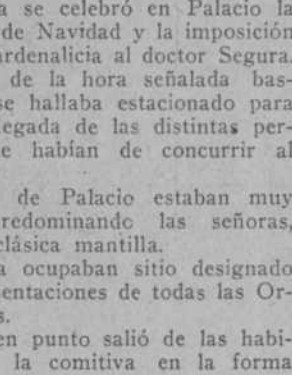 a se celebró en Palacio la
de Navidad y la imposición
ardenalicia al doctor Segura.
de la hora señalada bas-
se hallaba estacionado para
legada de las distintas per-
e habían de concurrir al
de Palacio estaban muy
redominando las señoras,
clásica mantilla.
a ocupaban sitio designado
sentaciones de todas las Or-
s.
en punto salió de las habi-
la comitiva en la forma